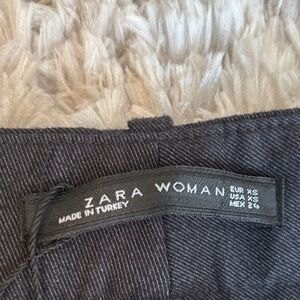 ZARA WOMAN
MADE IN TURKEY
EUR XS
USA XS
MEX 24